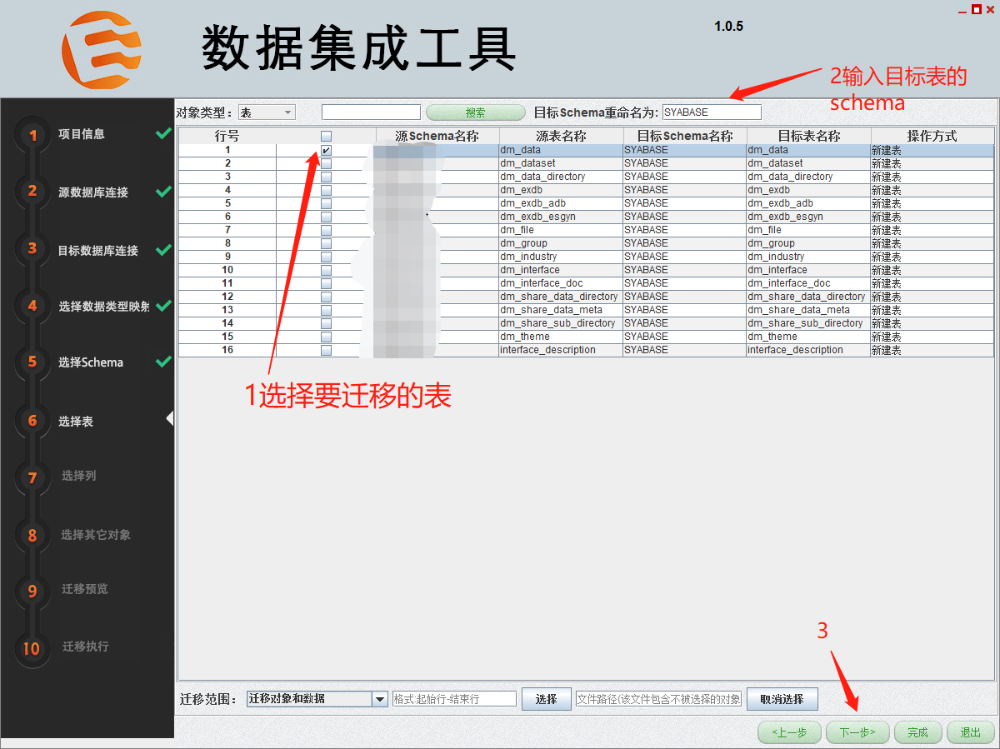 数据集成工具
1.0.5
2输入目标表的
schema
对象类型： 表 搜索 目标Schema重命名为: SYABASE
行号 源Schema名称 源表名称 目标Schema名称 目标表名称 操作方式
1 dm_data SYABASE dm_data 新建表
2 dm_dataset SYABASE dm_dataset 新建表
3 dm_data_directory SYABASE dm_data_directory 新建表
4 dm_exdb SYABASE dm_exdb 新建表
5 dm_exdb_adb SYABASE dm_exdb_adb 新建表
6 dm_exdb_esgyn SYABASE dm_exdb_esgyn 新建表
7 dm_file SYABASE dm_file 新建表
8 dm_group SYABASE dm_group 新建表
9 dm_industry SYABASE dm_industry 新建表
10 dm_interface SYABASE dm_interface 新建表
11 dm_interface_doc SYABASE dm_interface_doc 新建表
12 dm_share_data_directory SYABASE dm_share_data_directory 新建表
13 dm_share_data_meta SYABASE dm_share_data_meta 新建表
14 dm_share_sub_directory SYABASE dm_share_sub_directory 新建表
15 dm_theme SYABASE dm_theme 新建表
16 interface_description SYABASE interface_description 新建表
1选择要迁移的表
1 项目信息
2 源数据库连接
3 目标数据库连接
4 选择数据类型映射
5 选择Schema
6 选择表
7 选择列
8 选择其它对象
9 迁移预览
10 迁移执行
3
迁移范围： 迁移对象和数据 格式:起始行-结束行 选择 文件路径(该文件包含不被选择的对象 取消选择
<上一步 下一步> 完成 退出